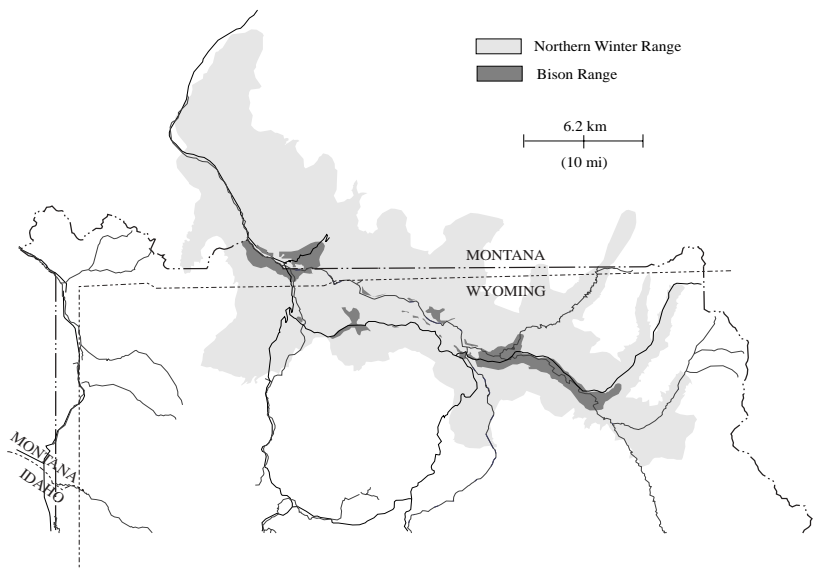 Northern Winter Range
Bison Range
6.2 km
(10 mi)
MONTANA
WYOMING
MONTANA
IDAHO